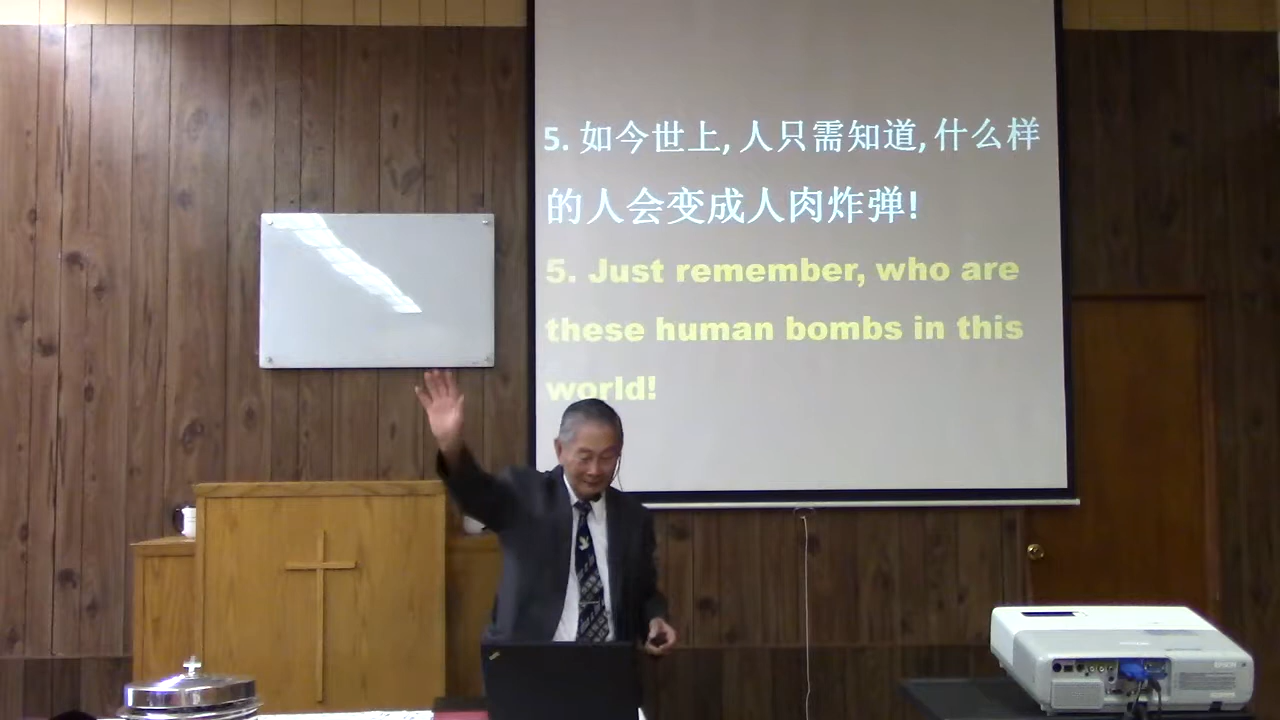 5. 如今世上, 人只需知道, 什么样
的人会变成人肉炸弹!
5. Just remember, who are
these human bombs in this
world!
EPSON